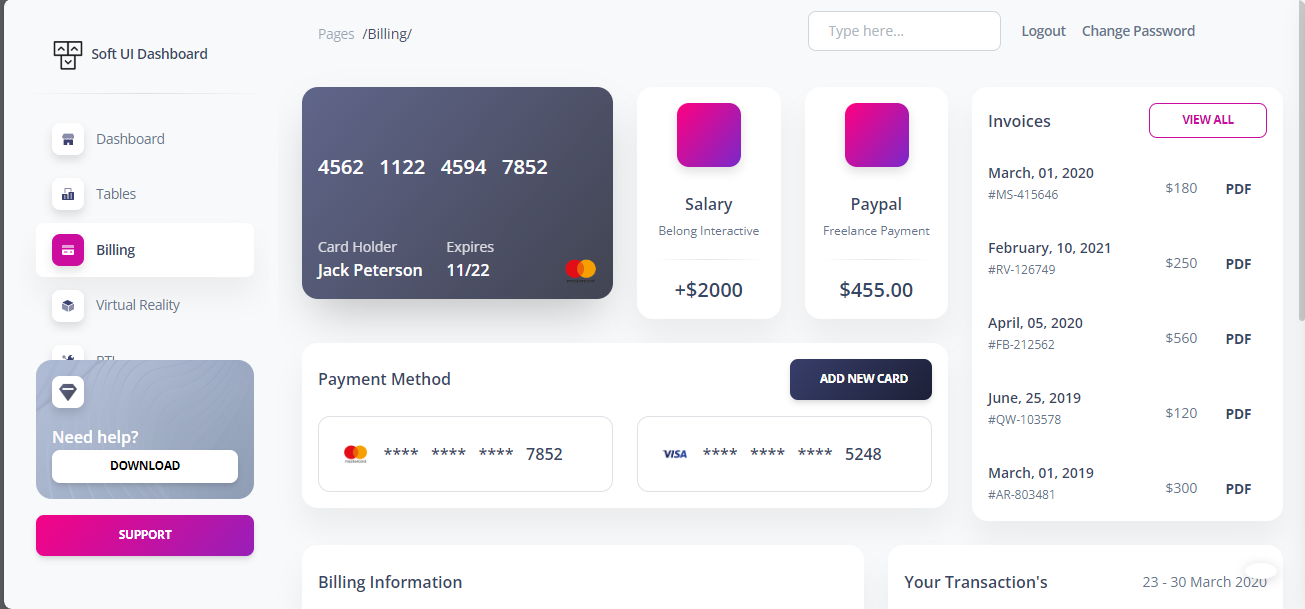 Soft UI Dashboard
Dashboard
Tables
Billing
Virtual Reality
RTL
Need help?
DOWNLOAD
SUPPORT
Pages /Billing/
Type here...
Logout Change Password
4562 1122 4594 7852
Card Holder Expires
Jack Peterson 11/22
Salary
Belong Interactive
+$2000
Paypal
Freelance Payment
$455.00
Payment Method
ADD NEW CARD
**** **** **** 7852
VISA **** **** **** 5248
Invoices
VIEW ALL
March, 01, 2020
#MS-415646
$180 PDF
February, 10, 2021
#RV-126749
$250 PDF
April, 05, 2020
#FB-212562
$560 PDF
June, 25, 2019
#QW-103578
$120 PDF
March, 01, 2019
#AR-803481
$300 PDF
Billing Information
Your Transaction's
23 - 30 March 2020